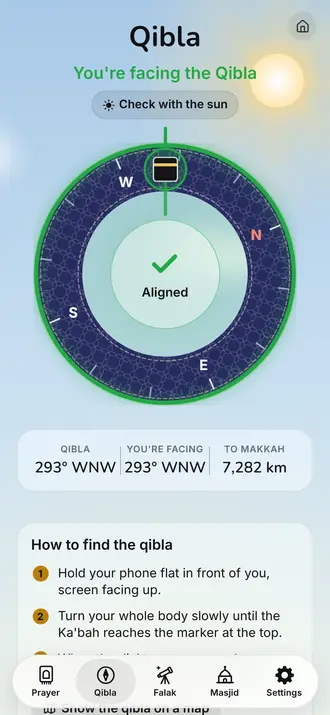 Qibla
You're facing the Qibla
Check with the sun
W
N
S
E
Aligned
QIBLA
293° WNW
YOU'RE FACING
293° WNW
TO MAKKAH
7,282 km
How to find the qibla
1 Hold your phone flat in front of you,
screen facing up.
2 Turn your whole body slowly until the
Ka'bah reaches the marker at the top.
Show the qibla on a map
Prayer
Qibla
Falak
Masjid
Settings